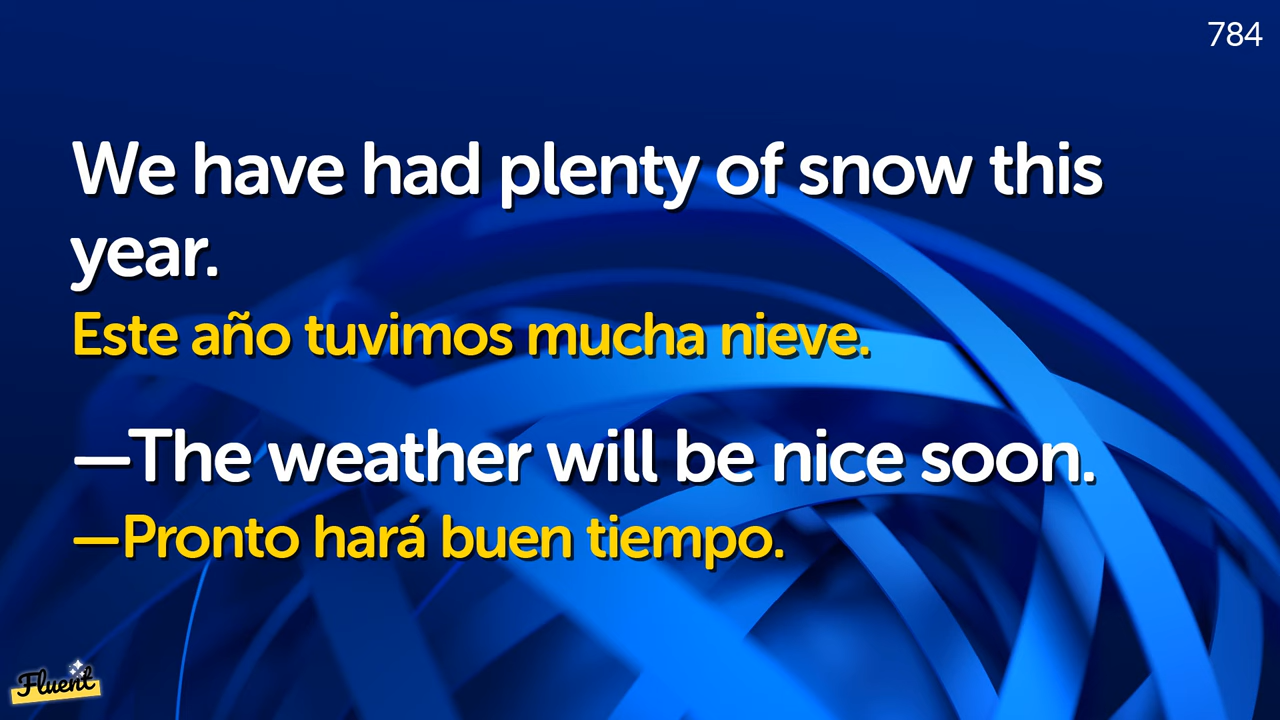 784
We have had plenty of snow this
year.
Este año tuvimos mucha nieve.
—The weather will be nice soon.
—Pronto hará buen tiempo.
Fluent